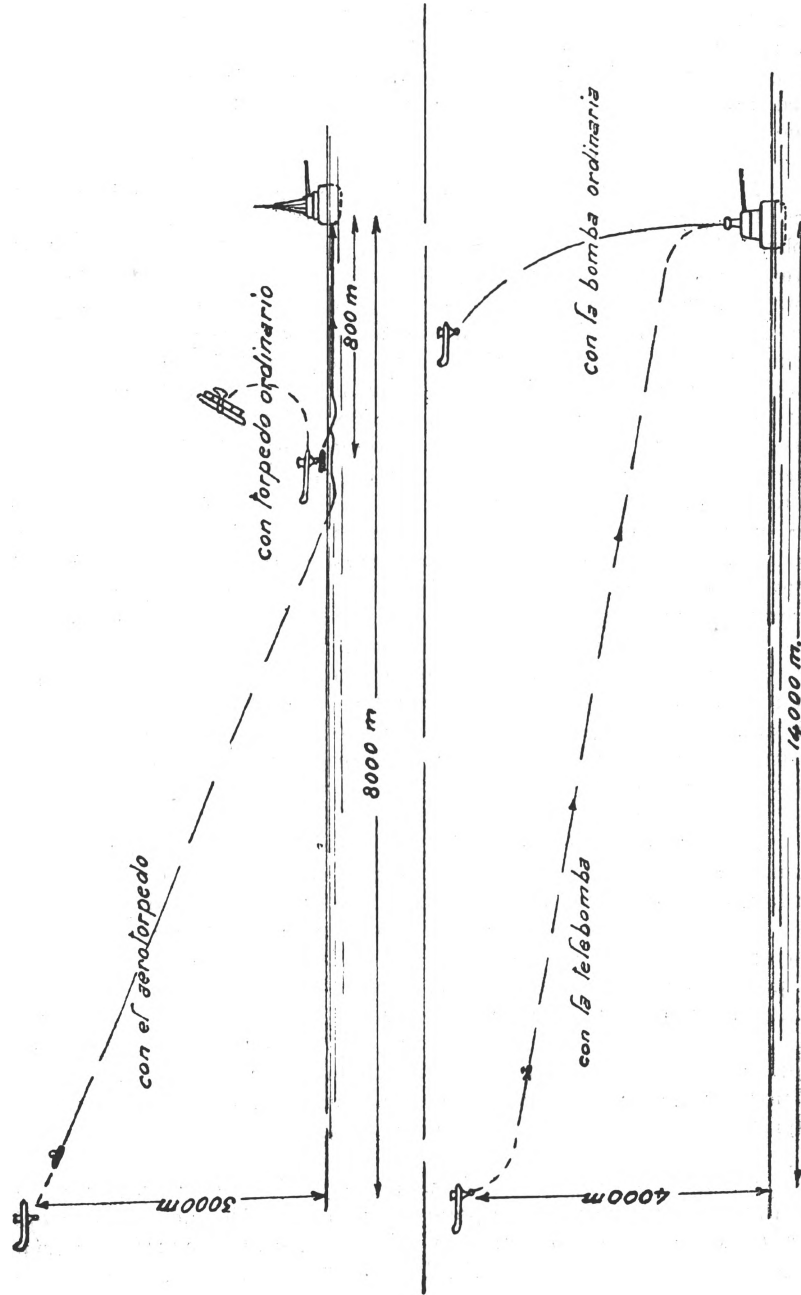 con el aerotorpedo
con torpedo ordinario
3000m
800 m
8000 m
con la telebomba
con la bomba ordinaria
4000m
14000 m.